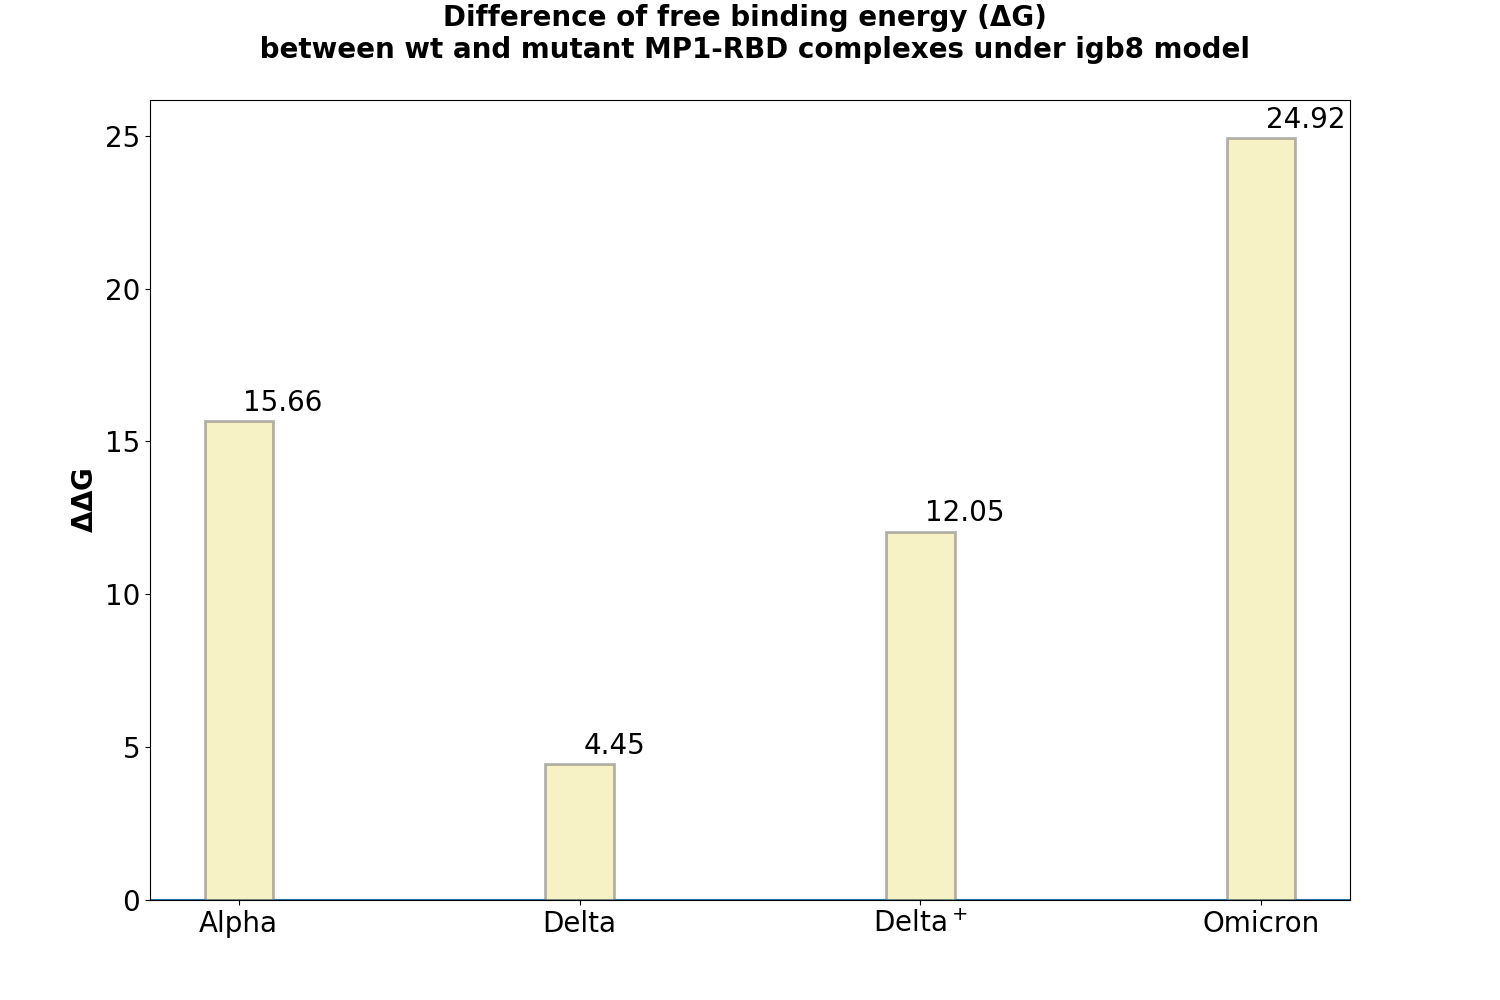 Difference of free binding energy (ΔG)
between wt and mutant MP1-RBD complexes under igb8 model
ΔΔG
25
20
15
10
5
0
15.66
4.45
12.05
24.92
Alpha
Delta
Delta⁺
Omicron